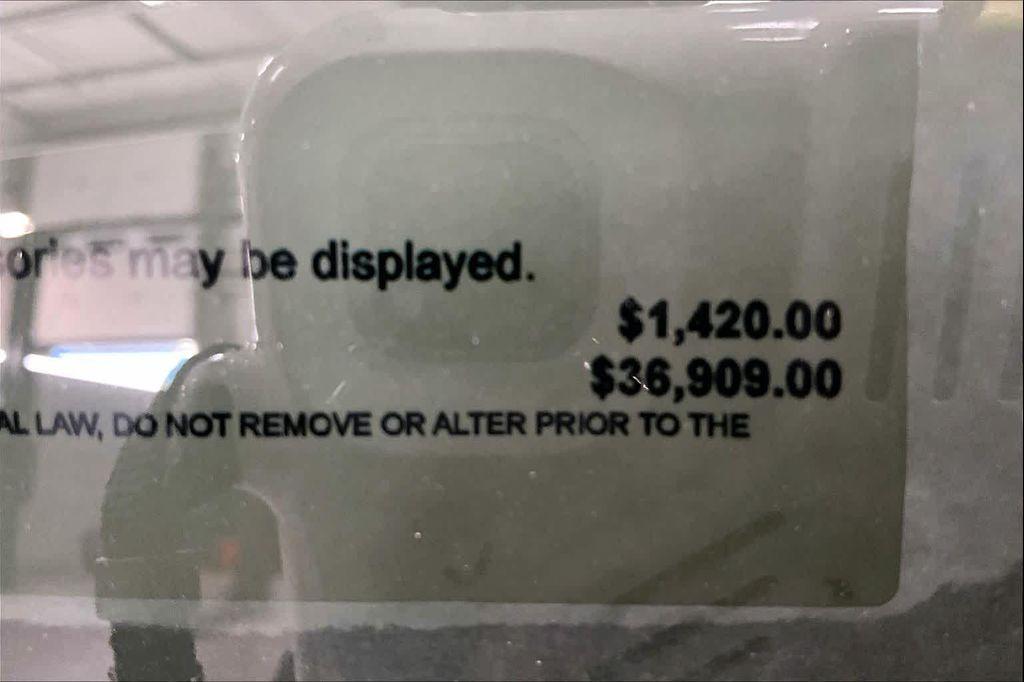 ories may be displayed.
$1,420.00
$36,909.00
AL LAW, DO NOT REMOVE OR ALTER PRIOR TO THE